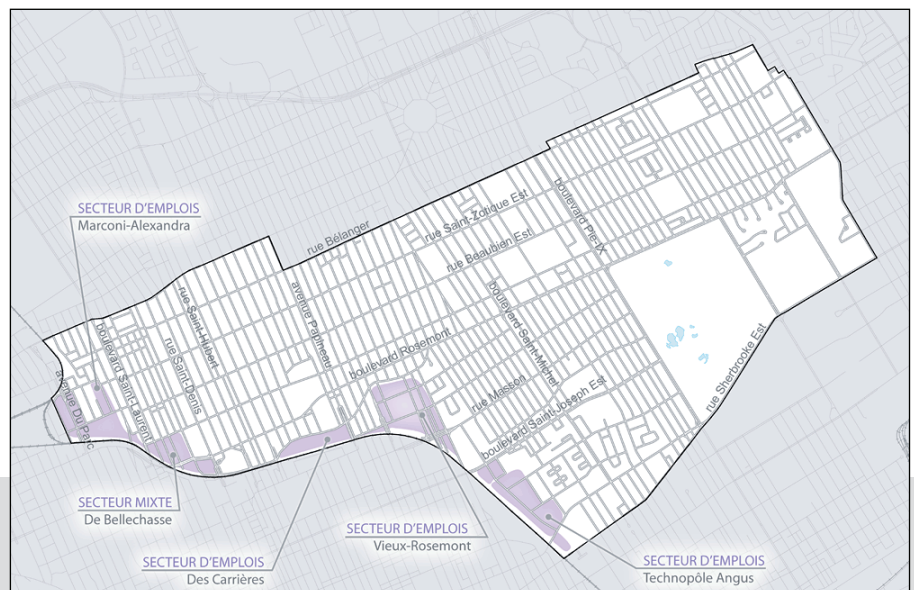 SECTEUR D'EMPLOIS
Marconi-Alexandra
rue Bélanger
rue Saint-Zotique Est
rue Beaubien Est
boulevard Pie-IX
rue Saint-Hubert
avenue Papineau
boulevard Saint-Michel
boulevard Saint-Laurent
rue Saint-Denis
boulevard Rosemont
avenue Du Parc
rue Masson
boulevard Saint-Joseph Est
rue Sherbrooke Est
SECTEUR MIXTE
De Bellechasse
SECTEUR D'EMPLOIS
Vieux-Rosemont
SECTEUR D'EMPLOIS
Des Carrières
SECTEUR D'EMPLOIS
Technopôle Angus